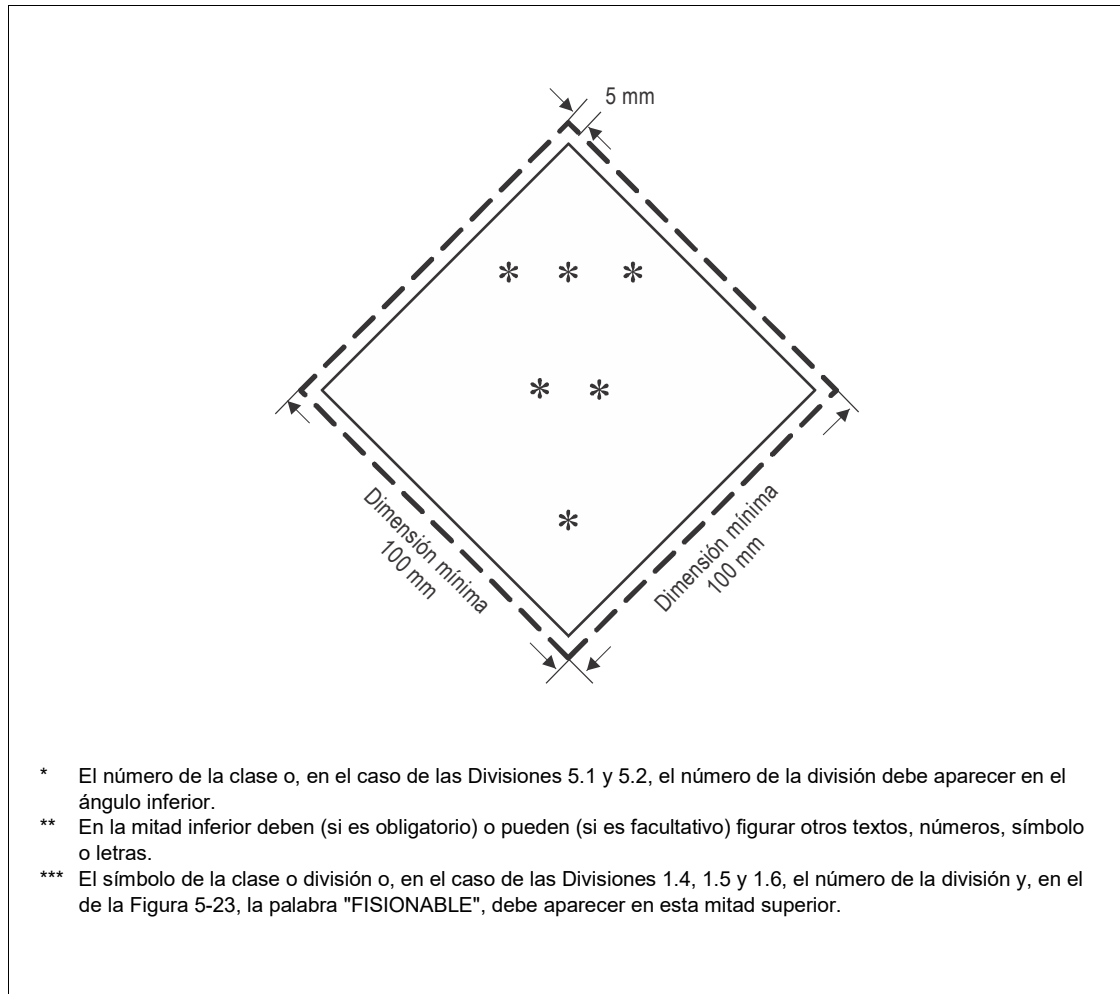 5 mm
* * *
* *
*
Dimensión mínima
100 mm
Dimensión mínima
100 mm
* El número de la clase o, en el caso de las Divisiones 5.1 y 5.2, el número de la división debe aparecer en el
ángulo inferior.
** En la mitad inferior deben (si es obligatorio) o pueden (si es facultativo) figurar otros textos, números, símbolo
o letras.
*** El símbolo de la clase o división o, en el caso de las Divisiones 1.4, 1.5 y 1.6, el número de la división y, en el
de la Figura 5-23, la palabra "FISIONABLE", debe aparecer en esta mitad superior.